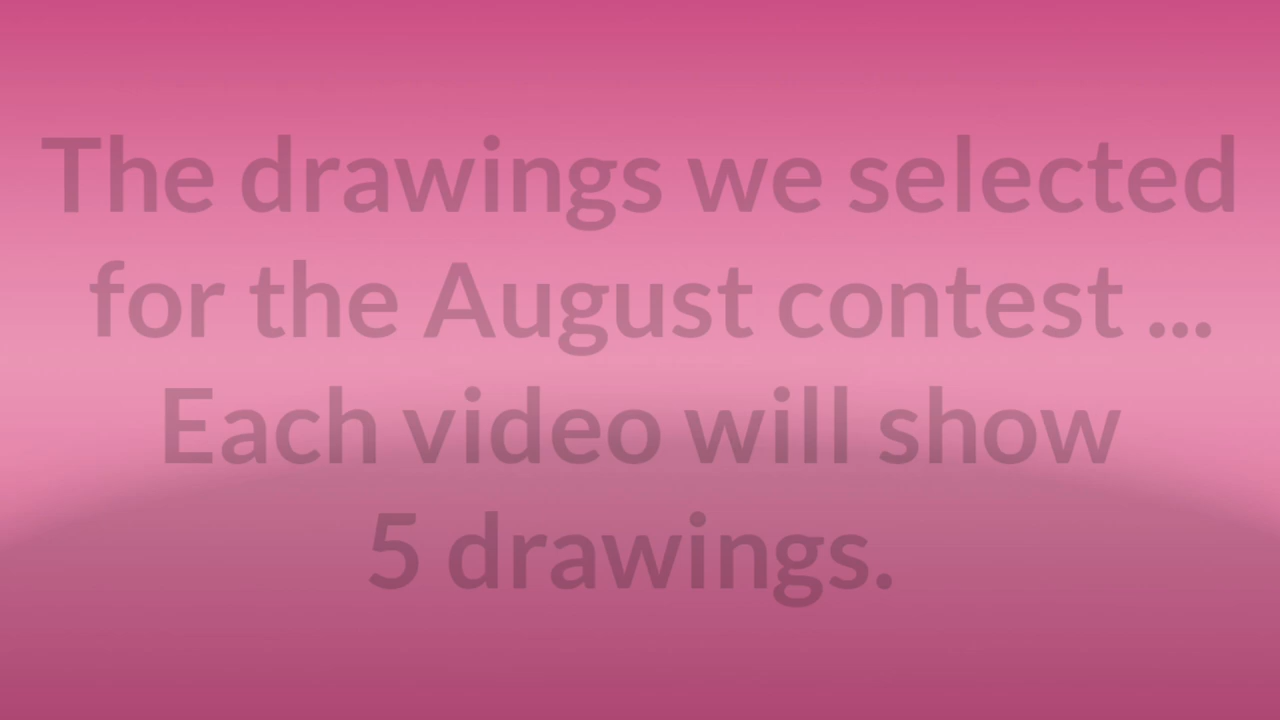 The drawings we selected
for the August contest ...
Each video will show
5 drawings.